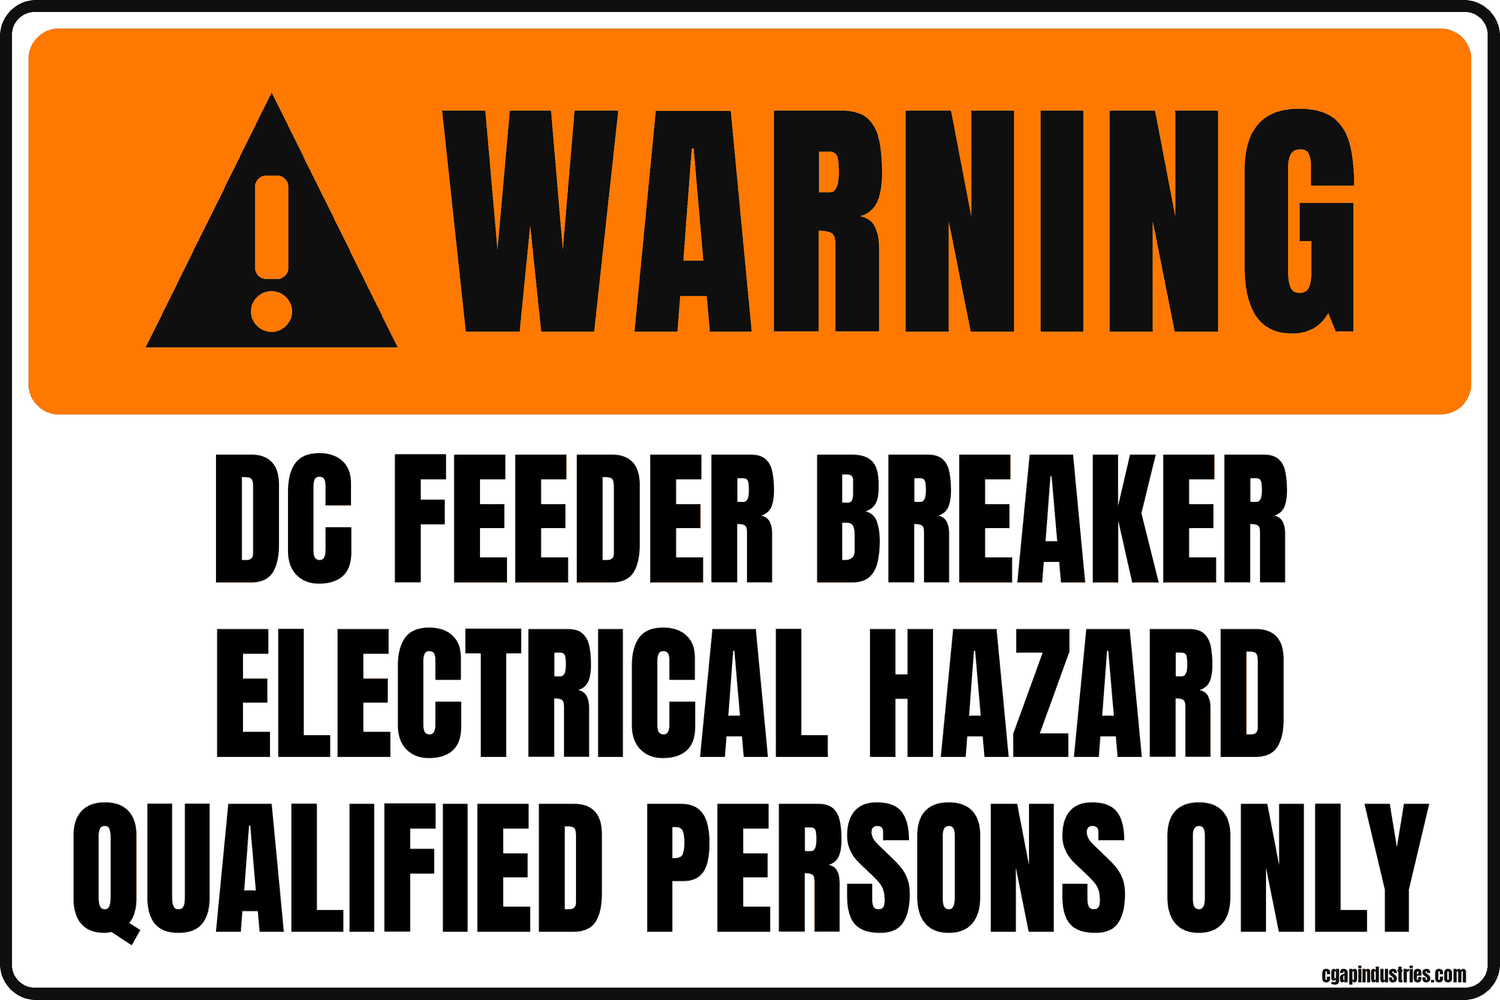 WARNING
DC FEEDER BREAKER
ELECTRICAL HAZARD
QUALIFIED PERSONS ONLY
cgapindustries.com